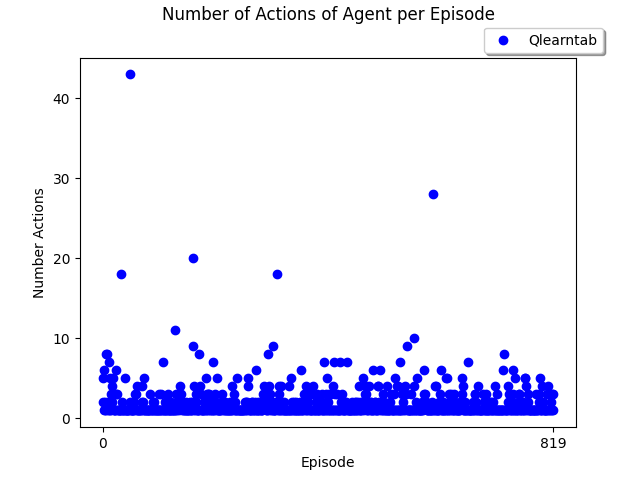 Number of Actions of Agent per Episode
Qlearntab
40
30
20
10
0
Number Actions
0
819
Episode